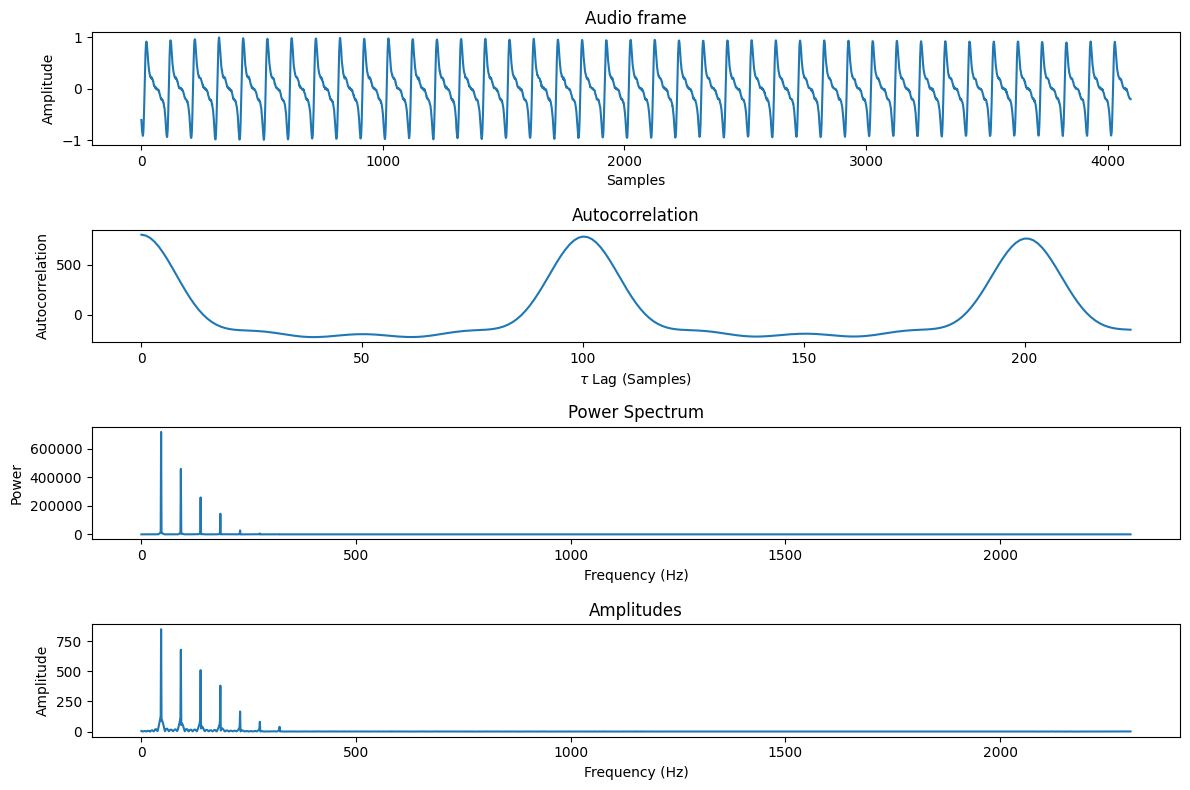 Audio frame
Amplitude
1
0
−1
0 1000 2000 3000 4000
Samples
Autocorrelation
Autocorrelation
500
0
0 50 100 150 200
τ Lag (Samples)
Power Spectrum
Power
600000
400000
200000
0
0 500 1000 1500 2000
Frequency (Hz)
Amplitudes
Amplitude
750
500
250
0
0 500 1000 1500 2000
Frequency (Hz)